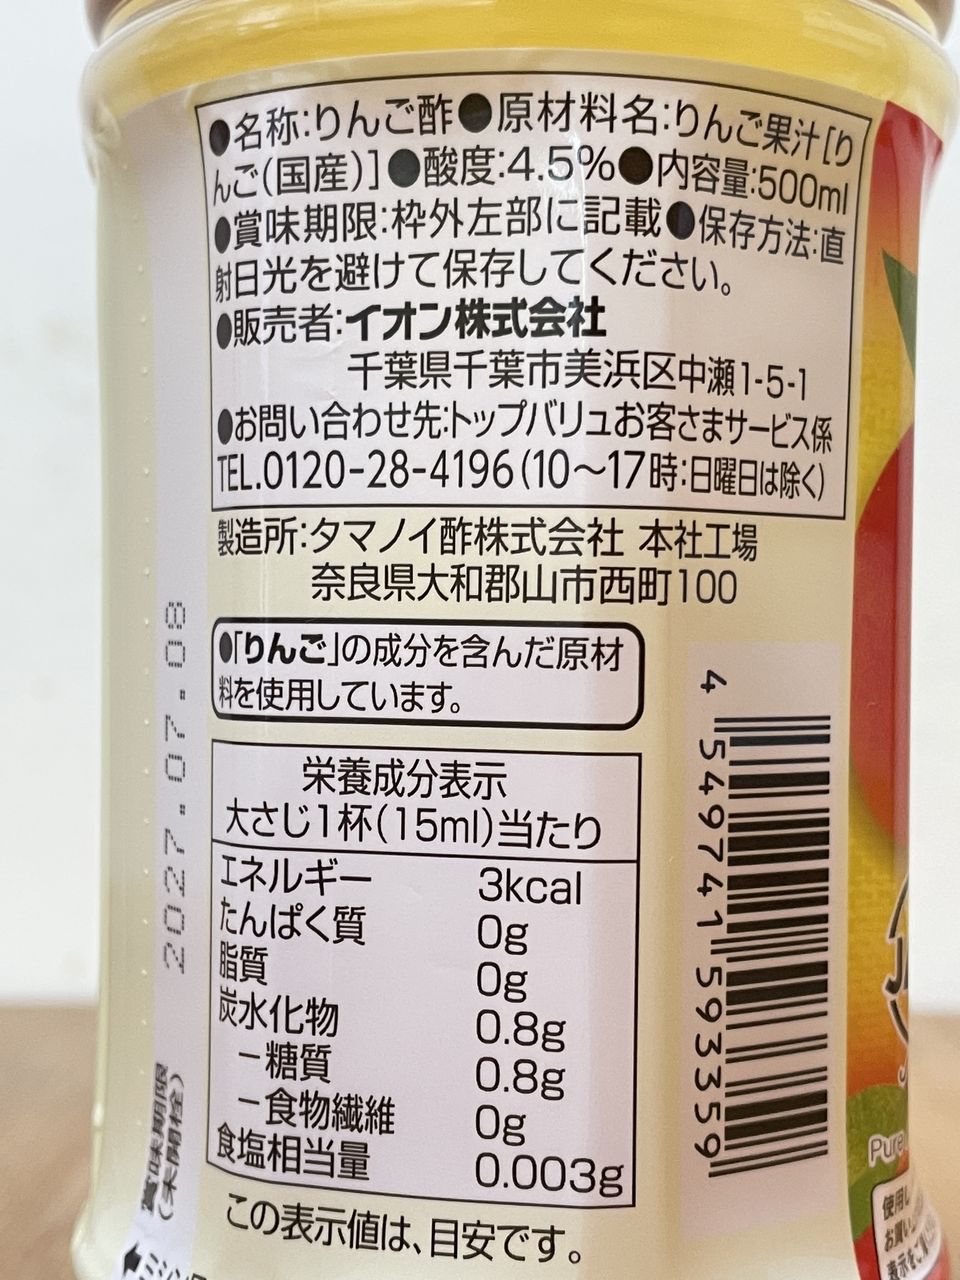 ●名称:りんご酢●原材料名:りんご果汁[り
んご(国産)]●酸度:4.5%●内容量:500ml
●賞味期限:枠外左部に記載●保存方法:直
射日光を避けて保存してください。
●販売者:イオン株式会社
千葉県千葉市美浜区中瀬1-5-1
●お問い合わせ先:トップバリュお客さまサービス係
TEL.0120-28-4196(10〜17時:日曜日は除く)
製造所:タマノイ酢株式会社 本社工場
奈良県大和郡山市西町100
●「りんご」の成分を含んだ原材
料を使用しています。
栄養成分表示
大さじ1杯(15ml)当たり
エネルギー 3kcal
たんぱく質 0g
脂質 0g
炭水化物 0.8g
−糖質 0.8g
−食物繊維 0g
食塩相当量 0.003g
この表示値は、目安です。
賞味期限
(未開栓)
2027.07.08
4 549741 593359
Pure